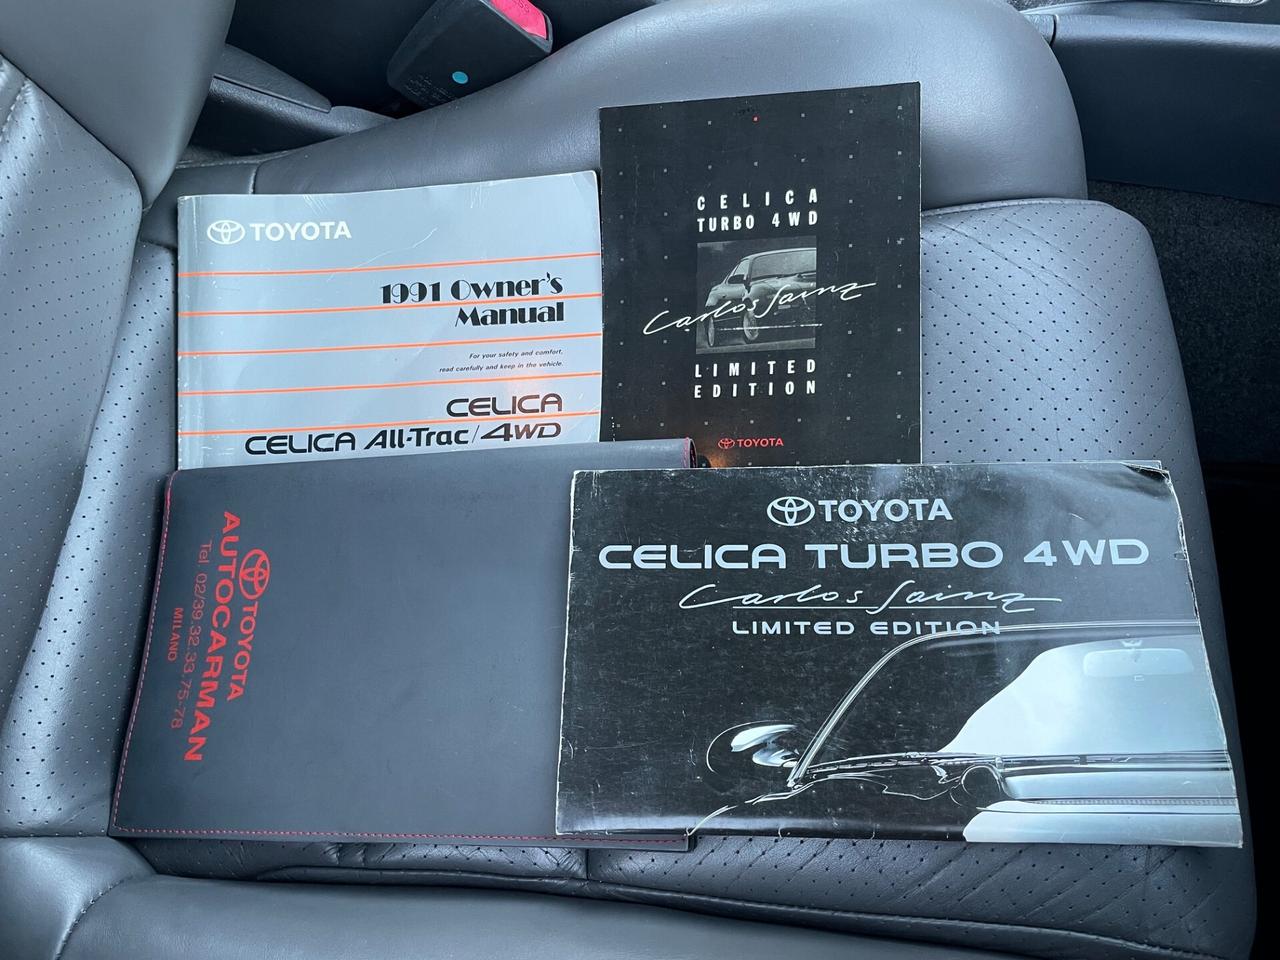 TOYOTA
1991 Owner's
Manual
For your safety and comfort,
read carefully and keep in the vehicle.
CELICA
CELICA All-Trac/4WD
CELICA
TURBO 4WD
Carlos Sainz
LIMITED
EDITION
TOYOTA
TOYOTA
AUTOCARMAN
Tel. 02/39.32.33.75-78
MILANO
TOYOTA
CELICA TURBO 4WD
Carlos Sainz
LIMITED EDITION